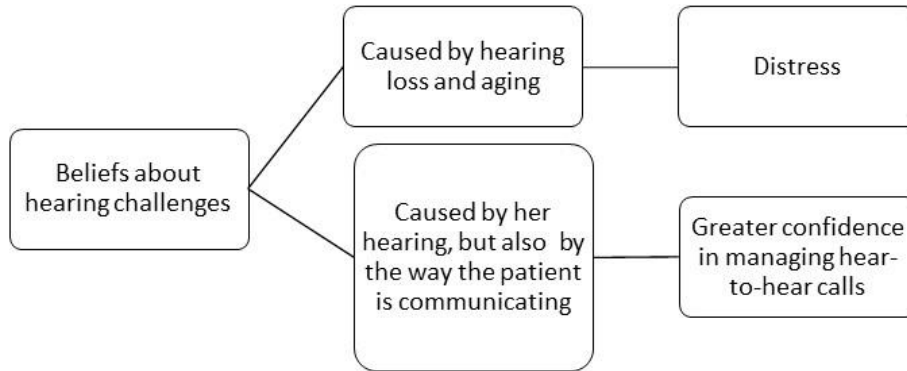 Beliefs about
hearing challenges
Caused by hearing
loss and aging
Distress
Caused by her
hearing, but also by
the way the patient
is communicating
Greater confidence
in managing hear-
to-hear calls